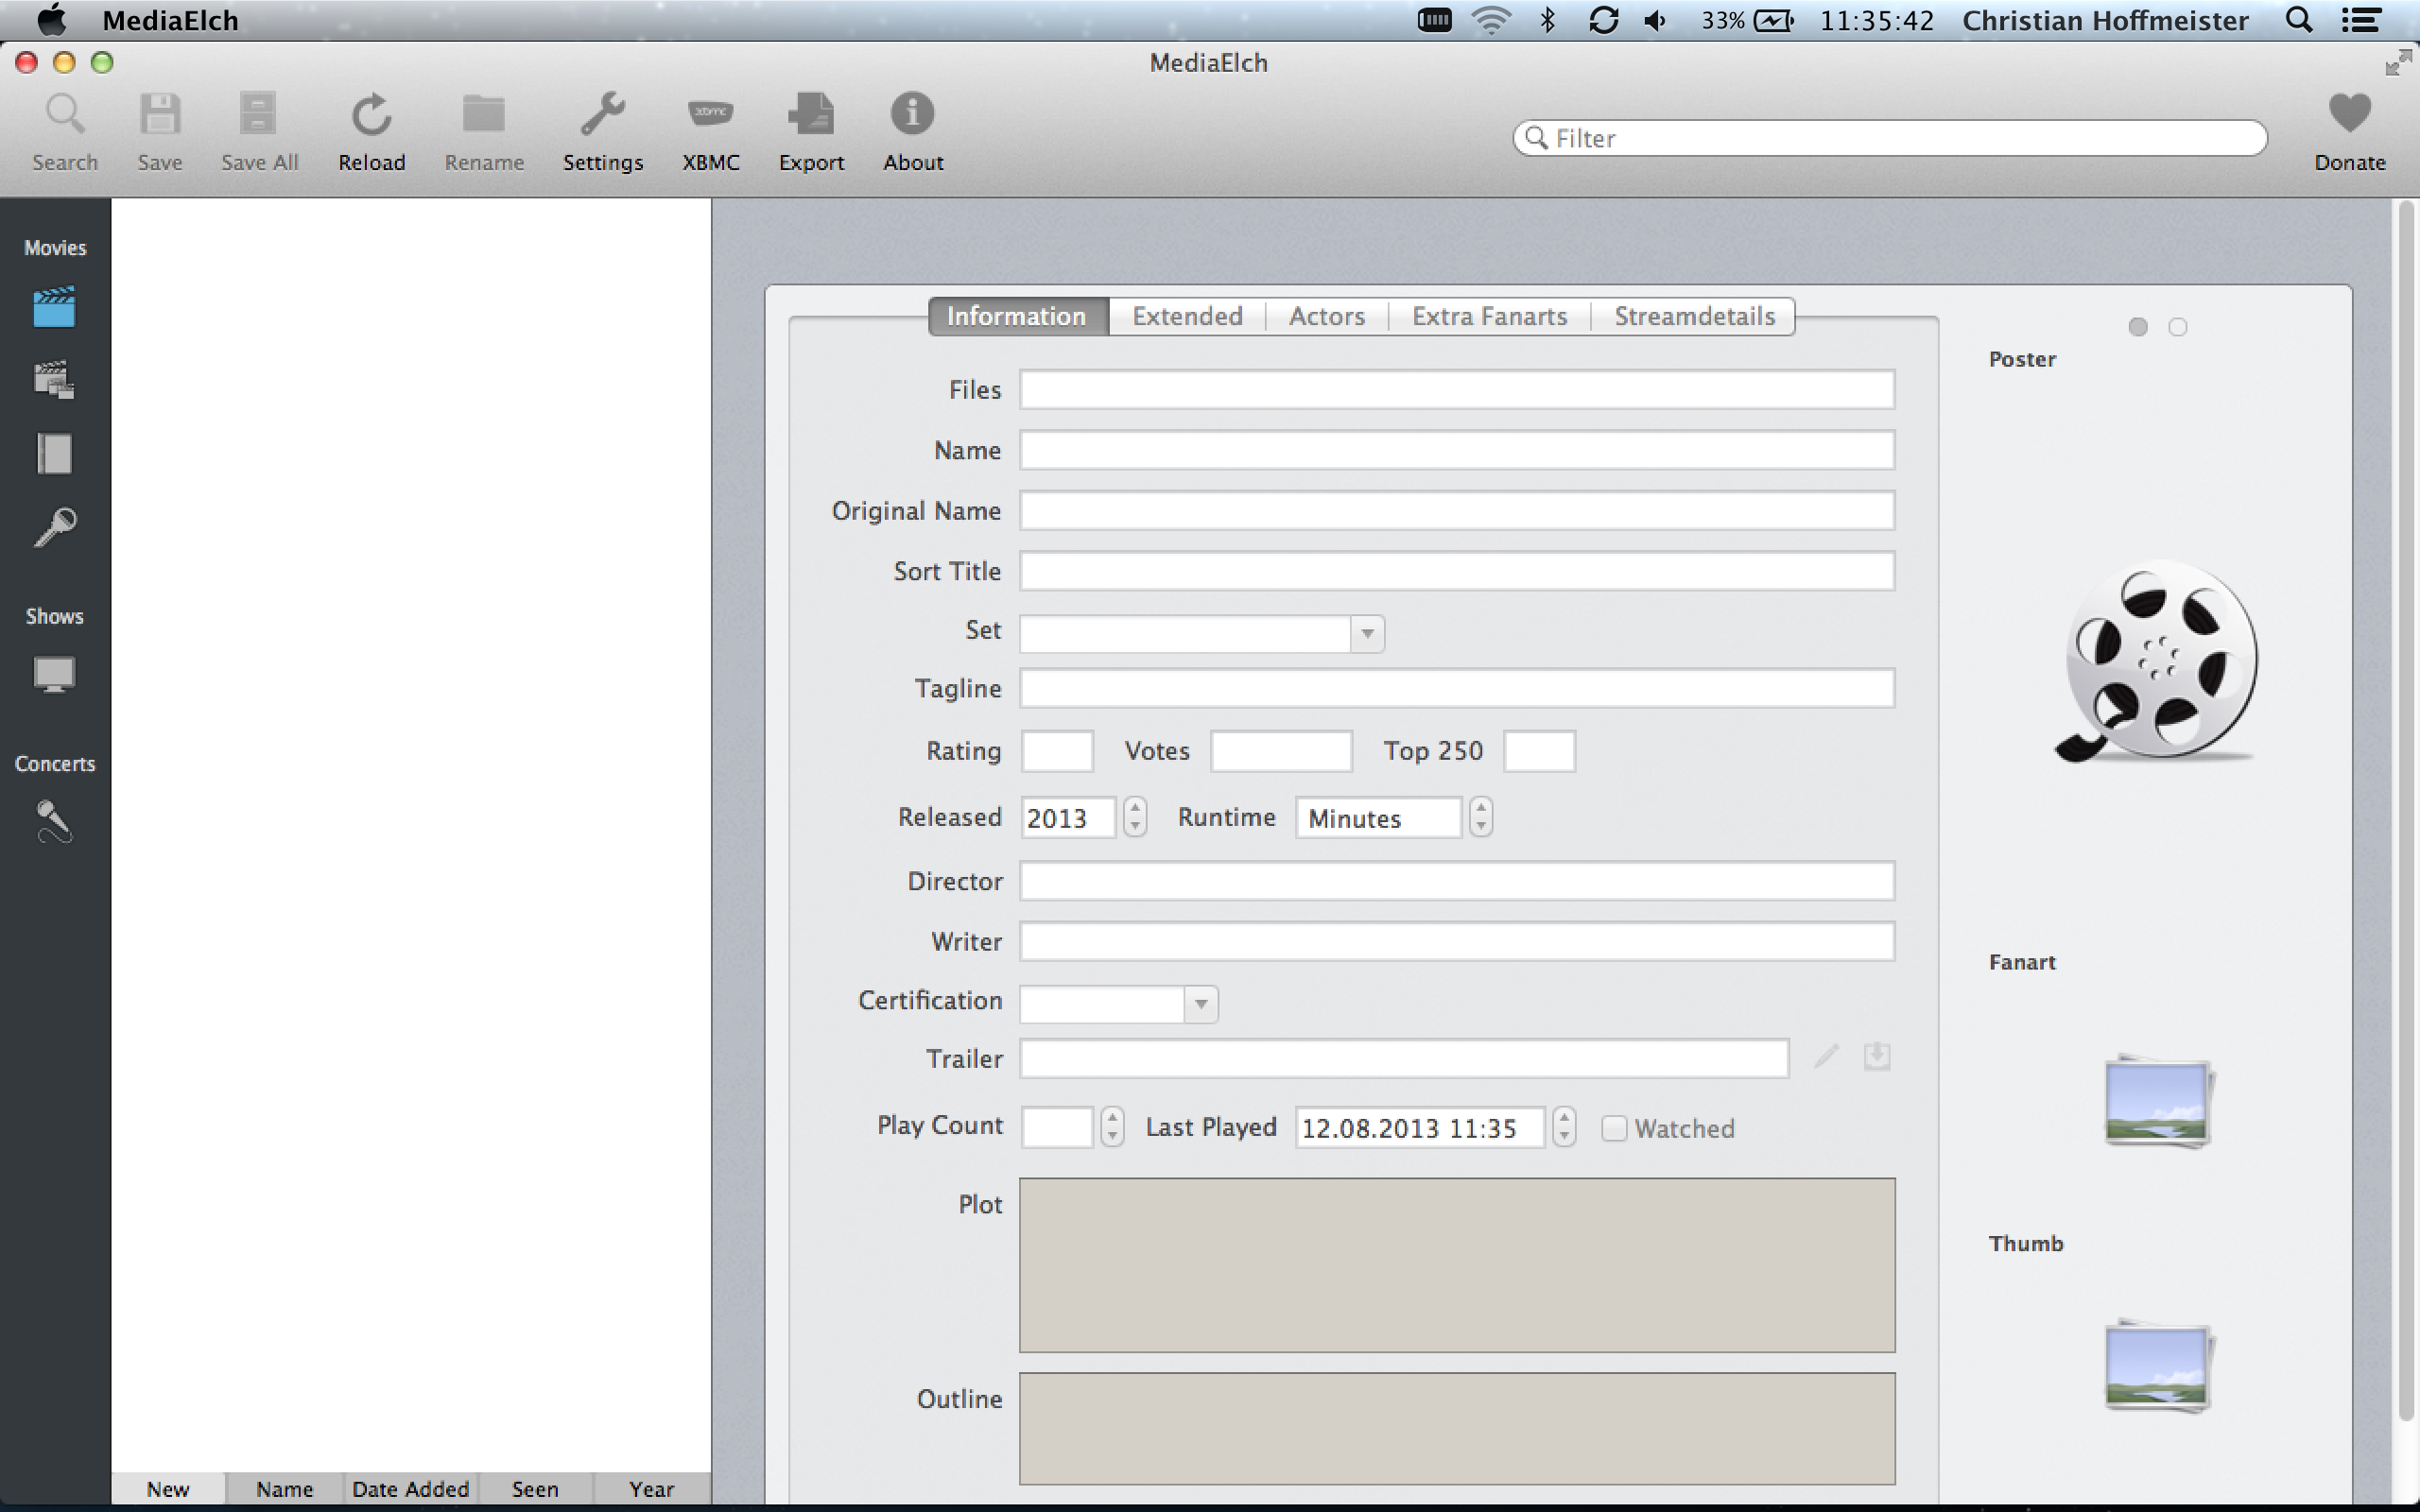 MediaElch 33% 11:35:42 Christian Hoffmeister
MediaElch
Search Save Save All Reload Rename Settings XBMC Export About Filter Donate
xbmc
Movies
Shows
Concerts
Information Extended Actors Extra Fanarts Streamdetails
Files
Name
Original Name
Sort Title
Set
Tagline
Rating Votes Top 250
Released 2013 Runtime Minutes
Director
Writer
Certification
Trailer
Play Count Last Played 12.08.2013 11:35 Watched
Plot
Outline
Poster
Fanart
Thumb
New Name Date Added Seen Year